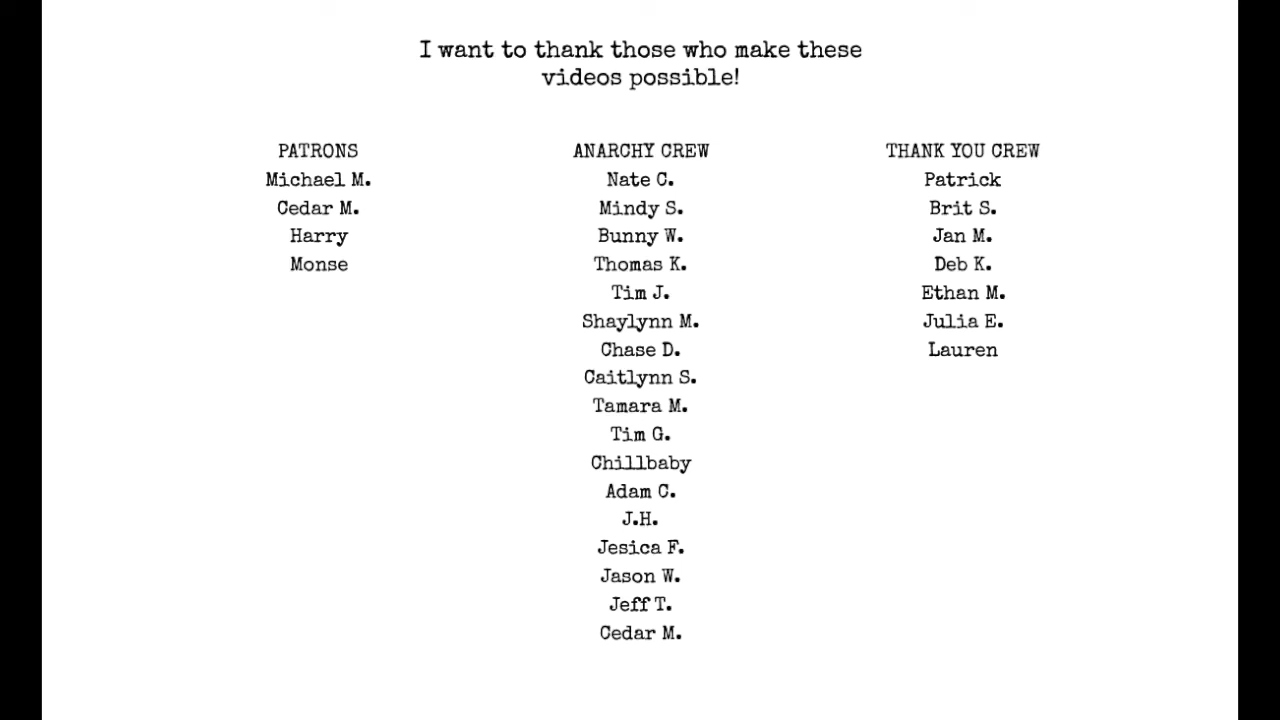 I want to thank those who make these
videos possible!
PATRONS
Michael M.
Cedar M.
Harry
Monse
ANARCHY CREW
Nate C.
Mindy S.
Bunny W.
Thomas K.
Tim J.
Shaylynn M.
Chase D.
Caitlynn S.
Tamara M.
Tim G.
Chillbaby
Adam C.
J.H.
Jesica F.
Jason W.
Jeff T.
Cedar M.
THANK YOU CREW
Patrick
Brit S.
Jan M.
Deb K.
Ethan M.
Julia E.
Lauren